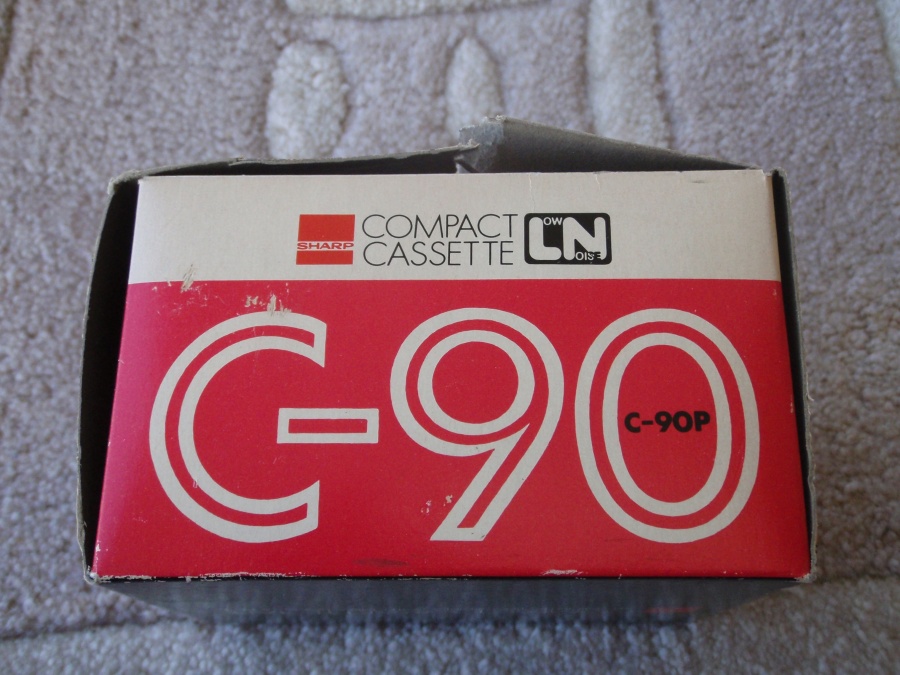 SHARP
COMPACT
CASSETTE
LOW
NOISE
C-90
C-90P